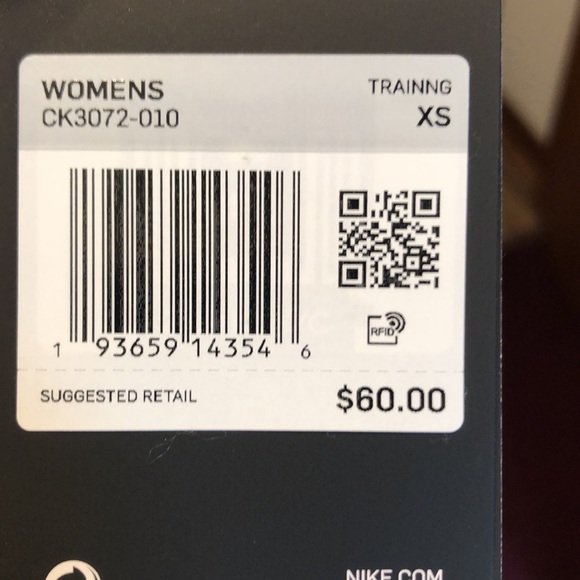 WOMENS TRAINNG
CK3072-010 XS
RFID
1 93659 14354 6
SUGGESTED RETAIL $60.00
NIKE.COM